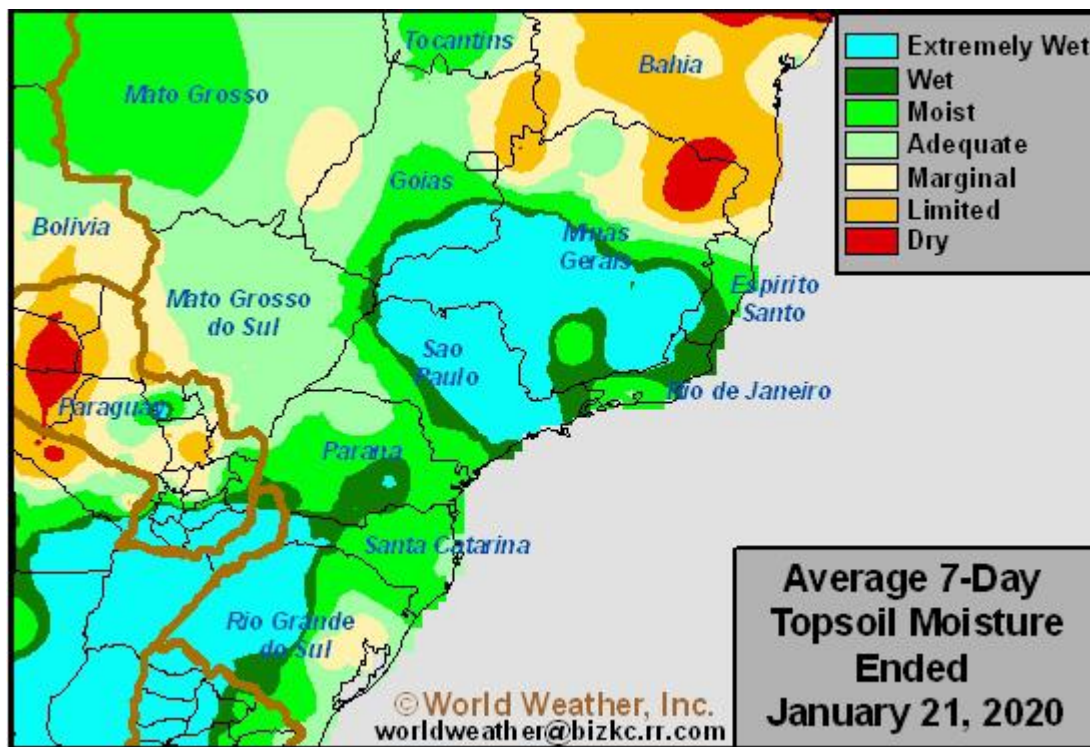 Tocantins
Bahia
Mato Grosso
Goias
Bolivia
Minas
Gerais
Espirito
Santo
Mato Grosso
do Sul
Sao
Paulo
Rio de Janeiro
Paraguay
Parana
Santa Catarina
Rio Grande
do Sul
Extremely Wet
Wet
Moist
Adequate
Marginal
Limited
Dry
Average 7-Day
Topsoil Moisture
Ended
January 21, 2020
©World Weather, Inc.
worldweather@bizkc.rr.com